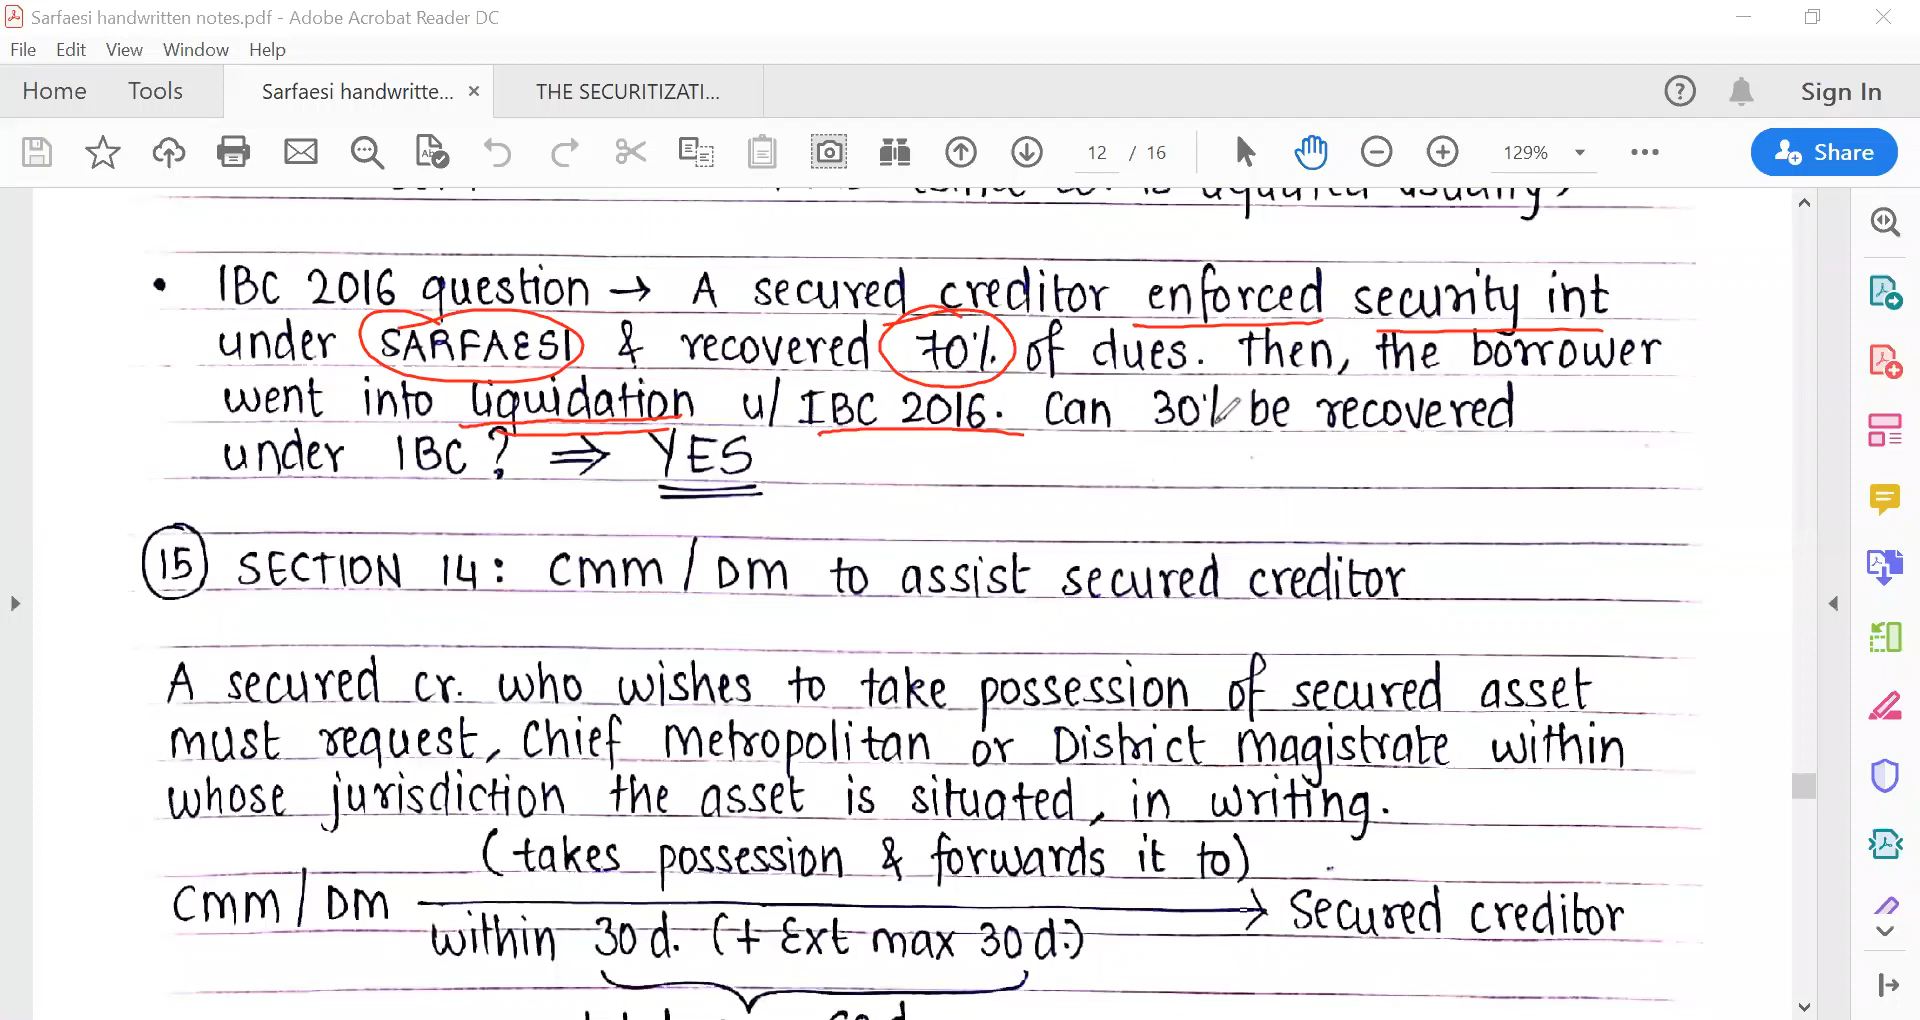 Sarfaesi handwritten notes.pdf - Adobe Acrobat Reader DC
File Edit View Window Help
Home Tools Sarfaesi handwritte... × THE SECURITIZATI... Sign In
12 / 16 129% Share
usually)
• IBC 2016 question → A secured creditor enforced security int
under SARFAESI & recovered 70% of dues. Then, the borrower
went into liquidation u/ IBC 2016. Can 30% be recovered
under IBC? ⇒ YES
15 SECTION 14: CMM / DM to assist secured creditor
A secured cr. who wishes to take possession of secured asset
must request, Chief Metropolitan or District Magistrate within
whose jurisdiction the asset is situated, in writing.
(takes possession & forwards it to)
CMM / DM → Secured creditor
within 30 d. (+ Ext max 30 d.)